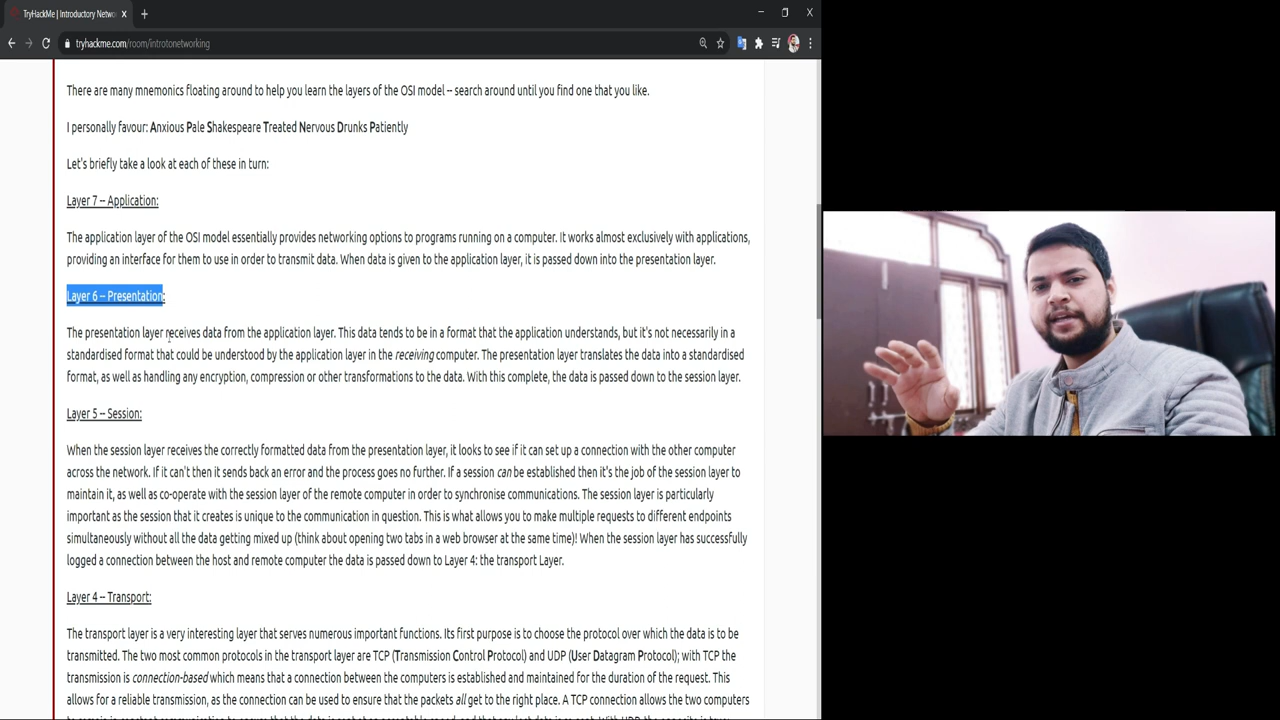 TryHackMe | Introductory Netwo
tryhackme.com/room/introtonetworking
There are many mnemonics floating around to help you learn the layers of the OSI model -- search around until you find one that you like.
I personally favour: Anxious Pale Shakespeare Treated Nervous Drunks Patiently
Let's briefly take a look at each of these in turn:
Layer 7 -- Application:
The application layer of the OSI model essentially provides networking options to programs running on a computer. It works almost exclusively with applications,
providing an interface for them to use in order to transmit data. When data is given to the application layer, it is passed down into the presentation layer.
Layer 6 -- Presentation:
The presentation layer receives data from the application layer. This data tends to be in a format that the application understands, but it's not necessarily in a
standardised format that could be understood by the application layer in the receiving computer. The presentation layer translates the data into a standardised
format, as well as handling any encryption, compression or other transformations to the data. With this complete, the data is passed down to the session layer.
Layer 5 -- Session:
When the session layer receives the correctly formatted data from the presentation layer, it looks to see if it can set up a connection with the other computer
across the network. If it can't then it sends back an error and the process goes no further. If a session can be established then it's the job of the session layer to
maintain it, as well as co-operate with the session layer of the remote computer in order to synchronise communications. The session layer is particularly
important as the session that it creates is unique to the communication in question. This is what allows you to make multiple requests to different endpoints
simultaneously without all the data getting mixed up (think about opening two tabs in a web browser at the same time)! When the session layer has successfully
logged a connection between the host and remote computer the data is passed down to Layer 4: the transport Layer.
Layer 4 -- Transport:
The transport layer is a very interesting layer that serves numerous important functions. Its first purpose is to choose the protocol over which the data is to be
transmitted. The two most common protocols in the transport layer are TCP (Transmission Control Protocol) and UDP (User Datagram Protocol); with TCP the
transmission is connection-based which means that a connection between the computers is established and maintained for the duration of the request. This
allows for a reliable transmission, as the connection can be used to ensure that the packets all get to the right place. A TCP connection allows the two computers